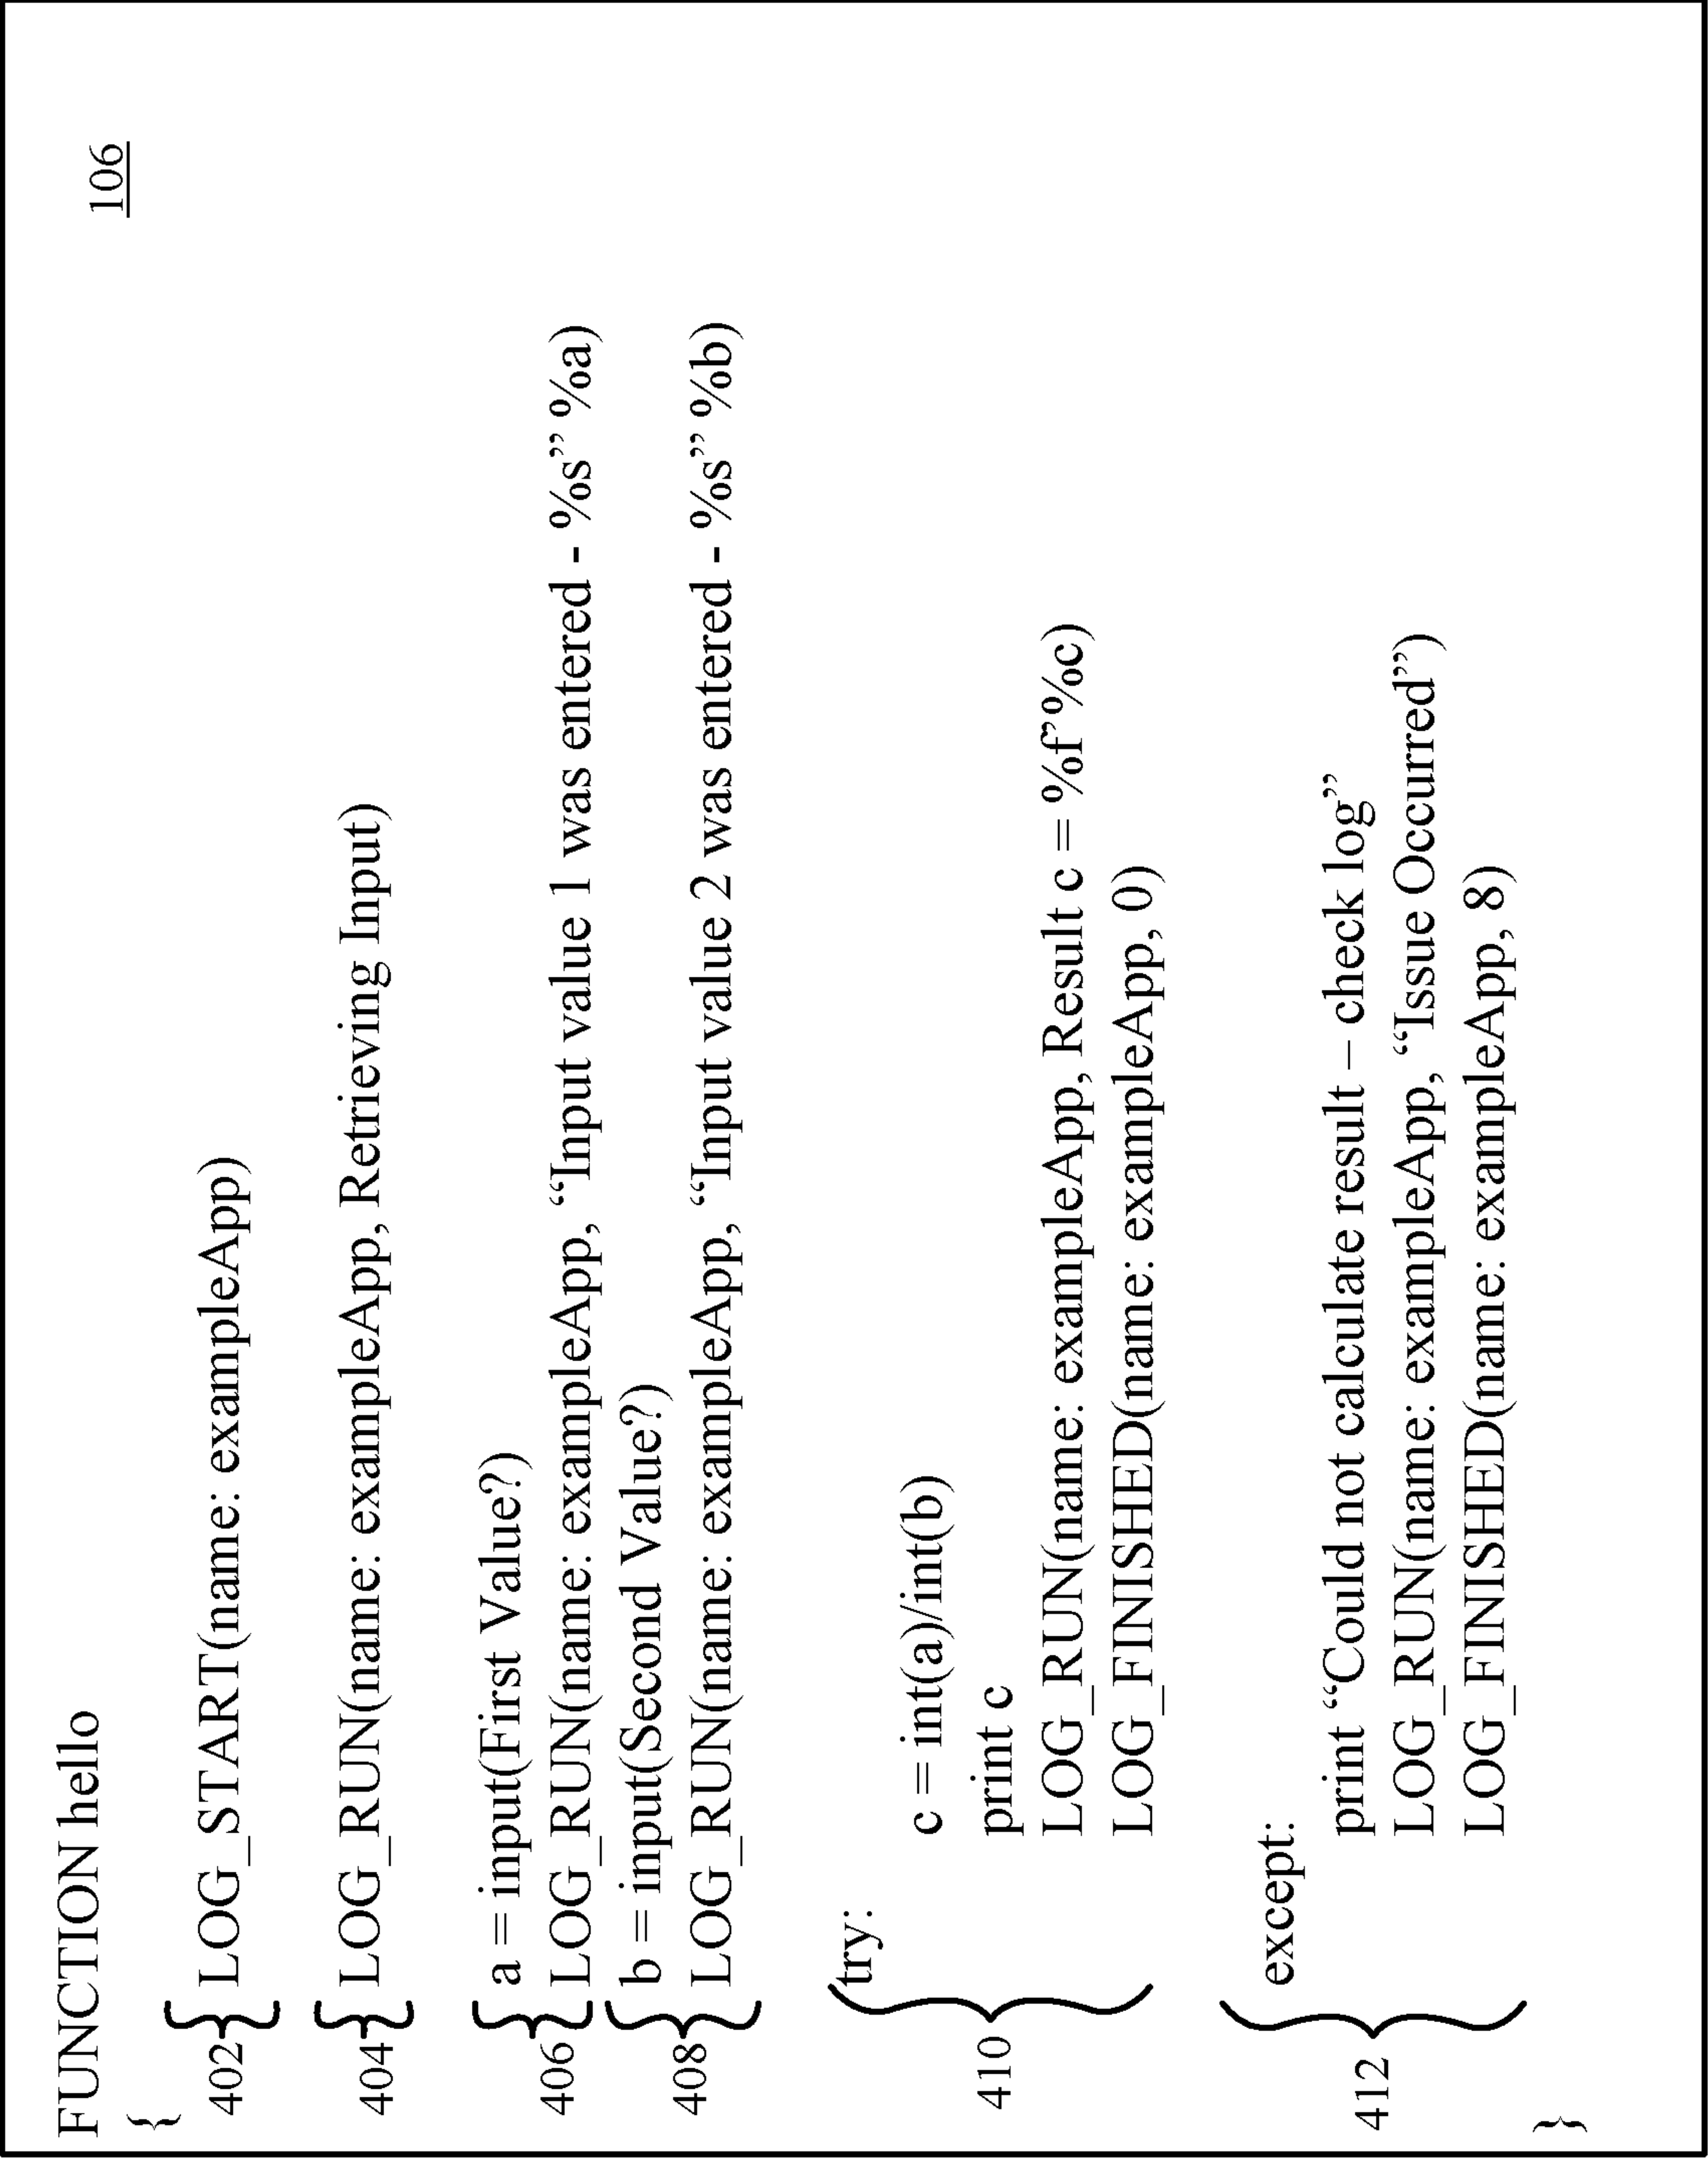 106
FUNCTION hello
{
402 LOG_START(name: exampleApp)
404 LOG_RUN(name: exampleApp, Retrieving Input)
406 a = input(First Value?)
LOG_RUN(name: exampleApp, “Input value 1 was entered - %s” %a)
408 b = input(Second Value?)
LOG_RUN(name: exampleApp, “Input value 2 was entered - %s” %b)
410 try:
c = int(a)/int(b)
print c
LOG_RUN(name: exampleApp, Result c = %f’%c)
LOG_FINISHED(name: exampleApp, 0)
412 except:
print “Could not calculate result – check log”
LOG_RUN(name: exampleApp, “Issue Occurred”)
LOG_FINISHED(name: exampleApp, 8)
}